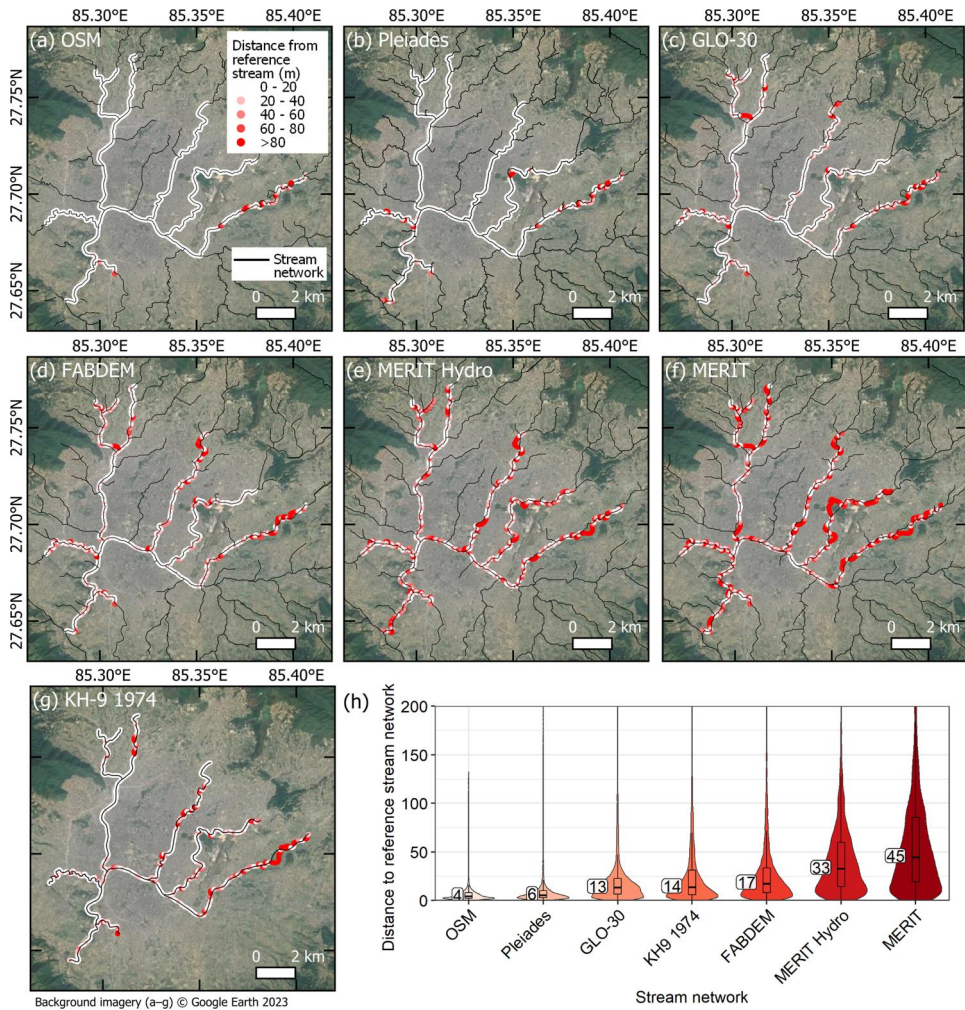 85.30°E 85.35°E 85.40°E 85.30°E 85.35°E 85.40°E 85.30°E 85.35°E 85.40°E
(a) OSM
Distance from
reference
stream (m)
0 - 20
20 - 40
40 - 60
60 - 80
>80
Stream
network
0 2 km
(b) Pleiades
0 2 km
(c) GLO-30
0 2 km
27.75°N
27.70°N
27.65°N
85.30°E 85.35°E 85.40°E 85.30°E 85.35°E 85.40°E 85.30°E 85.35°E 85.40°E
(d) FABDEM
0 2 km
(e) MERIT Hydro
0 2 km
(f) MERIT
0 2 km
27.75°N
27.70°N
27.65°N
85.30°E 85.35°E 85.40°E
(g) KH-9 1974
0 2 km
Background imagery (a–g) © Google Earth 2023
(h)
Distance to reference stream network
200
150
100
50
0
4
6
13
14
17
33
45
OSM
Pleiades
GLO-30
KH9 1974
FABDEM
MERIT Hydro
MERIT
Stream network